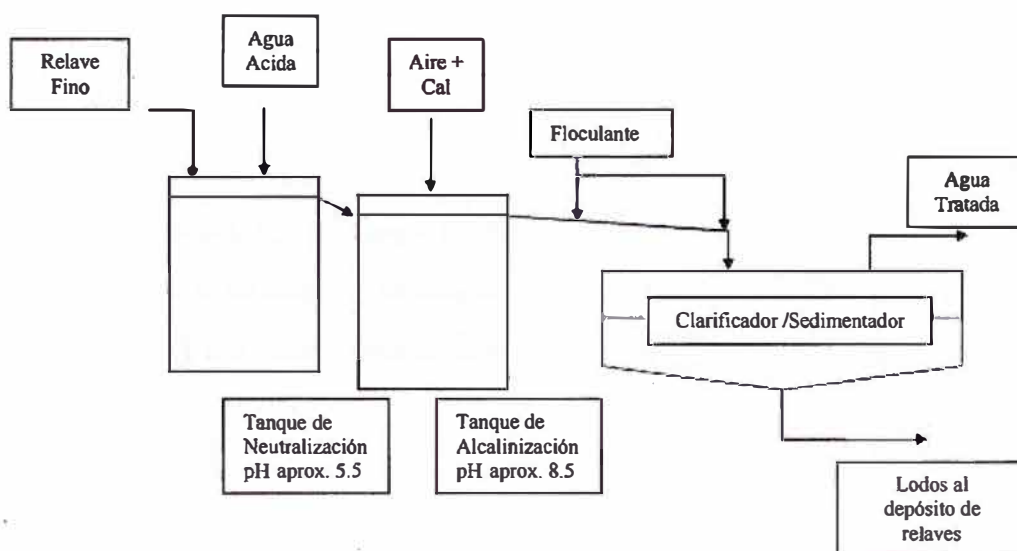 Relave
Fino
Agua
Acida
Aire +
Cal
Floculante
Agua
Tratada
Clarificador /Sedimentador
Tanque de
Neutralización
pH aprox. 5.5
Tanque de
Alcalinización
pH aprox. 8.5
Lodos al
depósito de
relaves